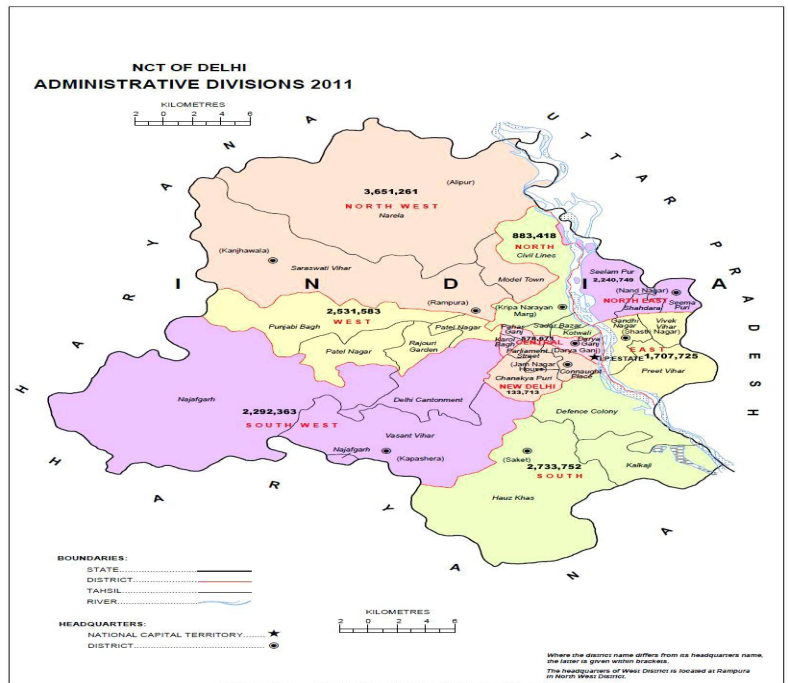 NCT OF DELHI
ADMINISTRATIVE DIVISIONS 2011
KILOMETRES
2 0 2 4 6
HARYANA
UTTAR PRADESH
INDIA
3,651,261
(Alipur)
NORTH WEST
Narela
(Kanjhawala)
Saraswati Vihar
883,418
NORTH
Civil Lines
Model Town
Seelam Pur
2,240,749
(Nand Nagar)
NORTH EAST
Shahdara
Seema Puri
(Rampura)
(Kripa Narayan Marg)
2,531,583
WEST
Punjabi Bagh
Patel Nagar
Patel Nagar
Rajouri Garden
Pahar Ganj
Sadar Bazar
Kotwali
Karol Bagh
CENTRAL
Darya Ganj
(Darya Ganj)
Gandhi Nagar
Vivek Vihar
(Shastri Nagar)
EAST
1,707,725
Preet Vihar
I.P.ESTATE
Parliament Street
(Jam Nagar House)
Connaught Place
Chanakya Puri
NEW DELHI
133,713
Najafgarh
2,292,363
SOUTH WEST
Delhi Cantonment
Vasant Vihar
Najafgarh
(Kapashera)
Defence Colony
(Saket)
2,733,752
SOUTH
Kalkaji
Hauz Khas
HARYANA
BOUNDARIES:
STATE
DISTRICT
TAHSIL
RIVER
HEADQUARTERS:
NATIONAL CAPITAL TERRITORY
DISTRICT
KILOMETRES
2 0 2 4 6
Where the district name differs from its headquarters name,
the latter is given within brackets.
The headquarters of West District is located at Rampura
in North West District.